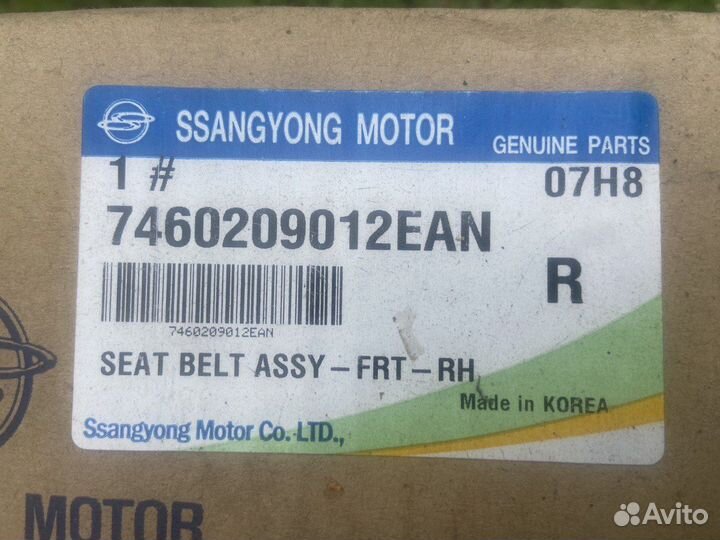 SSANGYONG MOTOR
GENUINE PARTS
1 #
07H8
7460209012EAN
R
7460209012EAN
SEAT BELT ASSY-FRT-RH
Made in KOREA
Ssangyong Motor Co. LTD.,
MOTOR
Avito